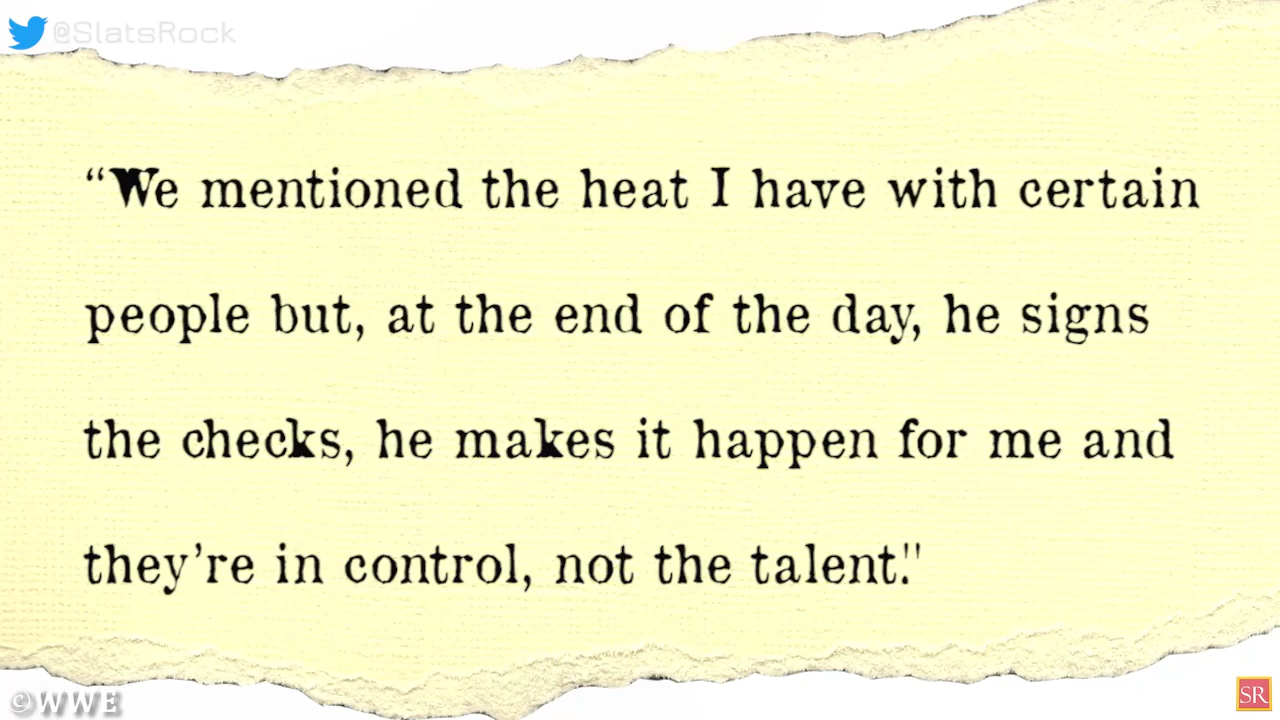 @SlatsRock
“We mentioned the heat I have with certain
people but, at the end of the day, he signs
the checks, he makes it happen for me and
they’re in control, not the talent."
©WWE
SR